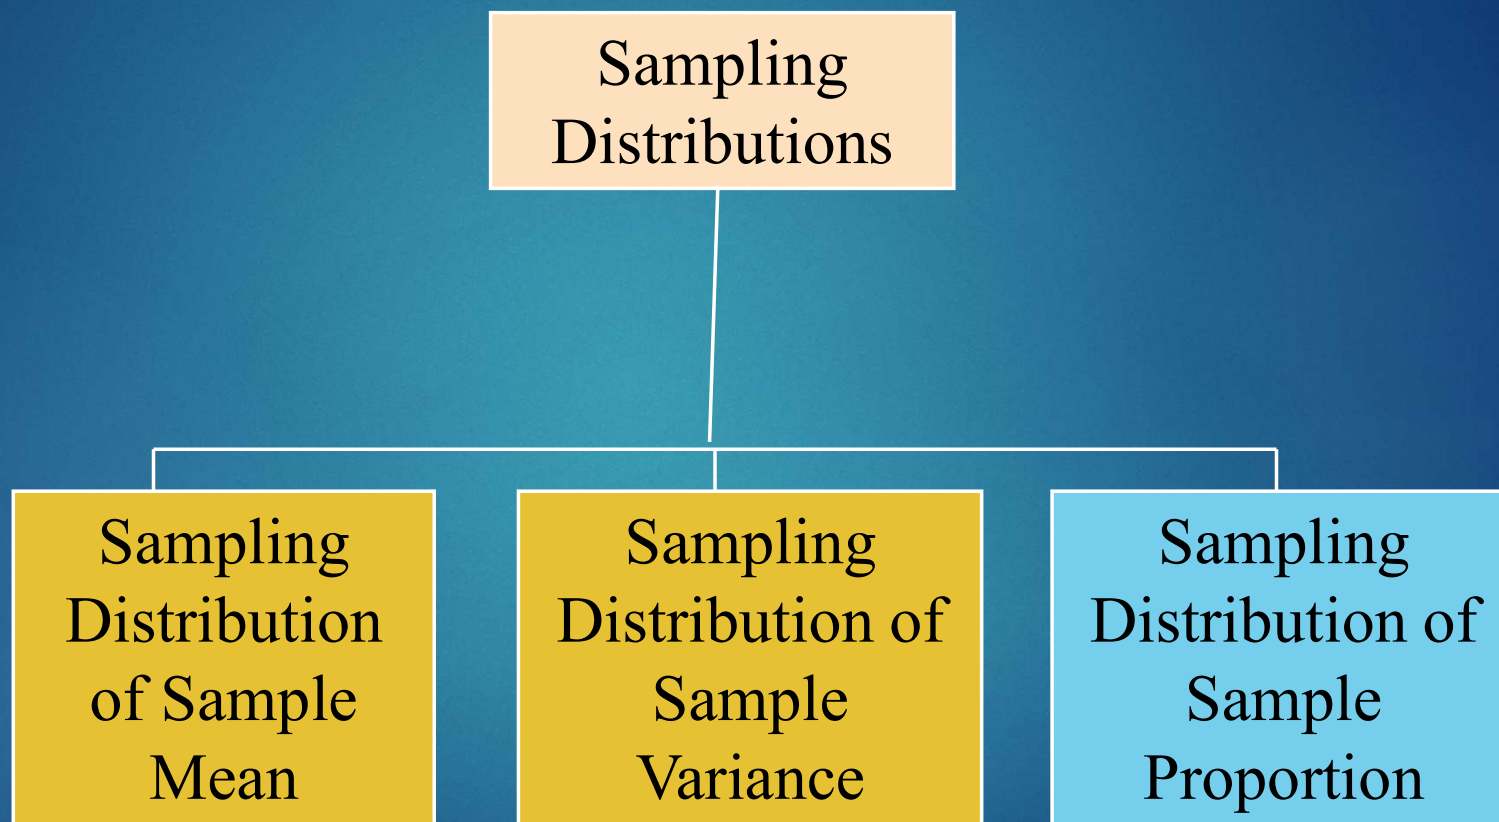 Sampling
Distributions
Sampling
Distribution
of Sample
Mean
Sampling
Distribution of
Sample
Variance
Sampling
Distribution of
Sample
Proportion